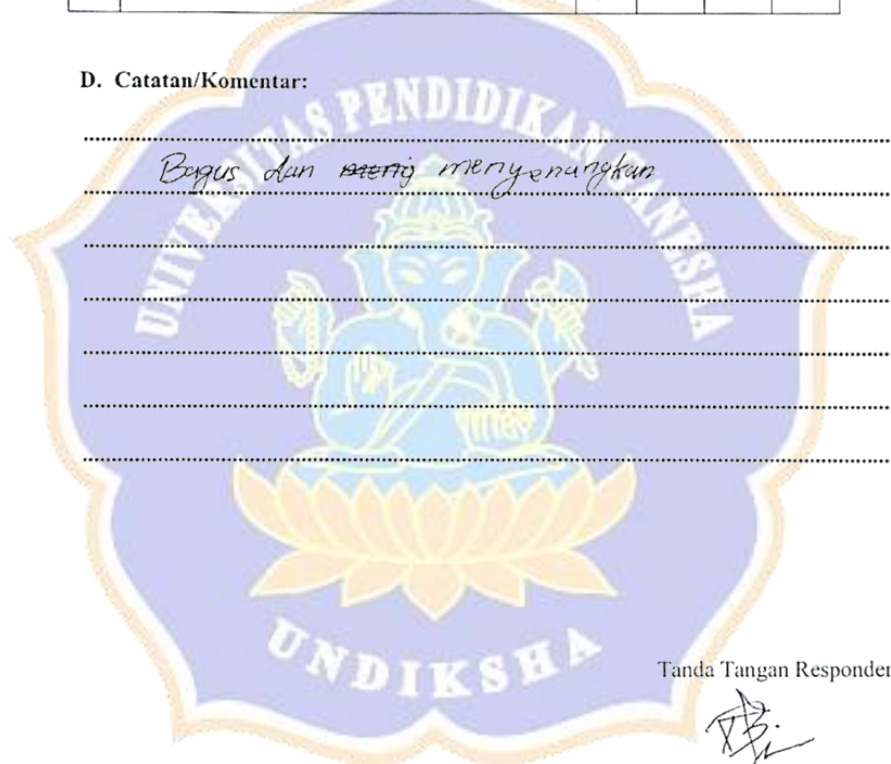 D. Catatan/Komentar:
UNIVERSITAS PENDIDIKAN GANESHA
Bagus dan menyenangkan
UNDIKSHA
Tanda Tangan Responden